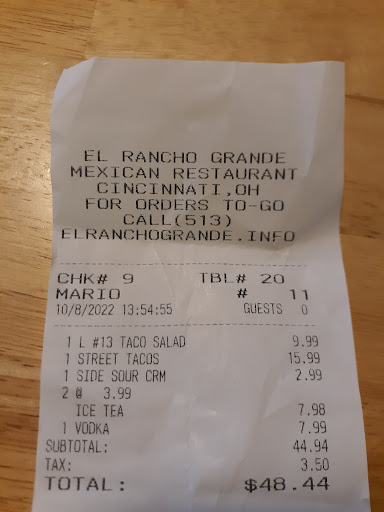 EL RANCHO GRANDE
MEXICAN RESTAURANT
CINCINNATI,OH
FOR ORDERS TO-GO
CALL(513)
ELRANCHOGRANDE.INFO
CHK# 9 TBL# 20
MARIO # 11
10/8/2022 13:54:55 GUESTS 0
1 L #13 TACO SALAD 9.99
1 STREET TACOS 15.99
1 SIDE SOUR CRM 2.99
2 @ 3.99
ICE TEA 7.98
1 VODKA 7.99
SUBTOTAL: 44.94
TAX: 3.50
TOTAL: $48.44